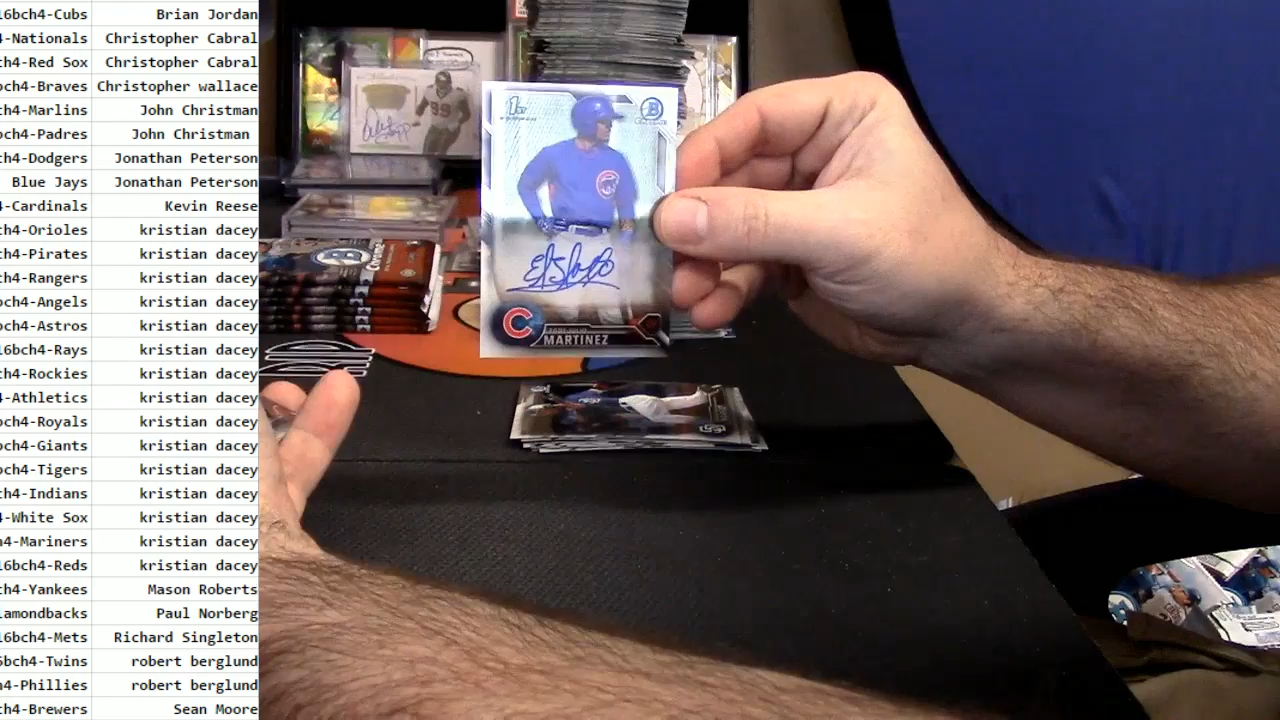 16bch4-Cubs Brian Jordan
4-Nationals Christopher Cabral
ch4-Red Sox Christopher Cabral
bch4-Braves Christopher wallace
ch4-Marlins John Christman
ch4-Padres John Christman
ch4-Dodgers Jonathan Peterson
Blue Jays Jonathan Peterson
4-Cardinals Kevin Reese
ch4-Orioles kristian dacey
ch4-Pirates kristian dacey
ch4-Rangers kristian dacey
ch4-Angels kristian dacey
ch4-Astros kristian dacey
16bch4-Rays kristian dacey
ch4-Rockies kristian dacey
4-Athletics kristian dacey
ch4-Royals kristian dacey
ch4-Giants kristian dacey
ch4-Tigers kristian dacey
ch4-Indians kristian dacey
4-White Sox kristian dacey
h4-Mariners kristian dacey
16bch4-Reds kristian dacey
ch4-Yankees Mason Roberts
iamondbacks Paul Norberg
16bch4-Mets Richard Singleton
6bch4-Twins robert berglund
h4-Phillies robert berglund
ch4-Brewers Sean Moore
1ST
B
C
MARTINEZ
99